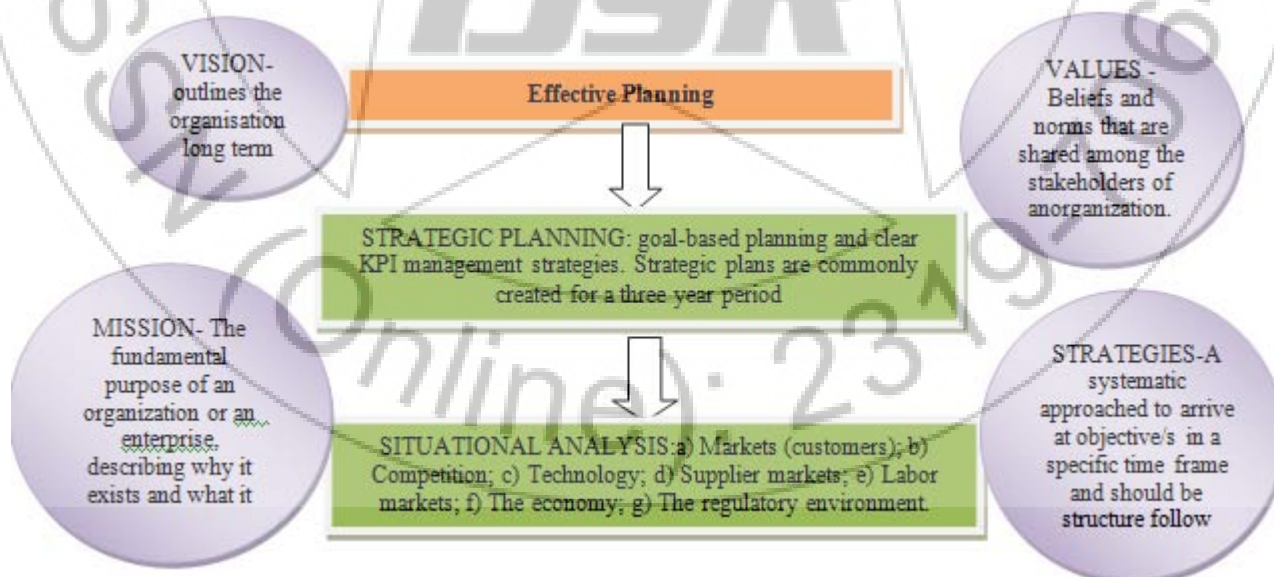 VISION-
outlines the
organisation
long term
Effective Planning
VALUES -
Beliefs and
norms that are
shared among the
stakeholders of
anorganization.
STRATEGIC PLANNING: goal-based planning and clear
KPI management strategies. Strategic plans are commonly
created for a three year period
MISSION- The
fundamental
purpose of an
organization or an
enterprise,
describing why it
exists and what it
STRATEGIES-A
systematic
approached to arrive
at objective/s in a
specific time frame
and should be
structure follow
SITUATIONAL ANALYSIS:a) Markets (customers); b)
Competition; c) Technology; d) Supplier markets; e) Labor
markets; f) The economy; g) The regulatory environment.
IJSR
(Online): 2319-706